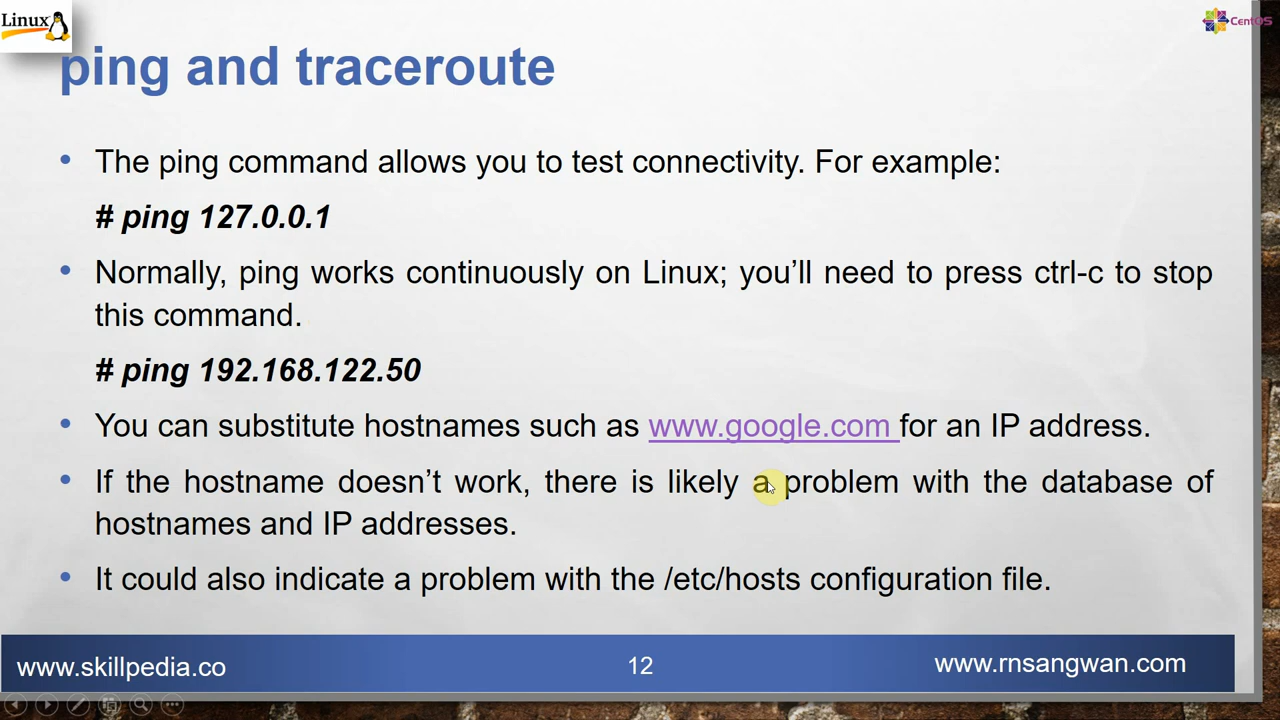 Linux
CentOS
ping and traceroute
• The ping command allows you to test connectivity. For example:
# ping 127.0.0.1
• Normally, ping works continuously on Linux; you’ll need to press ctrl-c to stop
this command.
# ping 192.168.122.50
• You can substitute hostnames such as www.google.com for an IP address.
• If the hostname doesn’t work, there is likely a problem with the database of
hostnames and IP addresses.
• It could also indicate a problem with the /etc/hosts configuration file.
www.skillpedia.co
12
www.rnsangwan.com